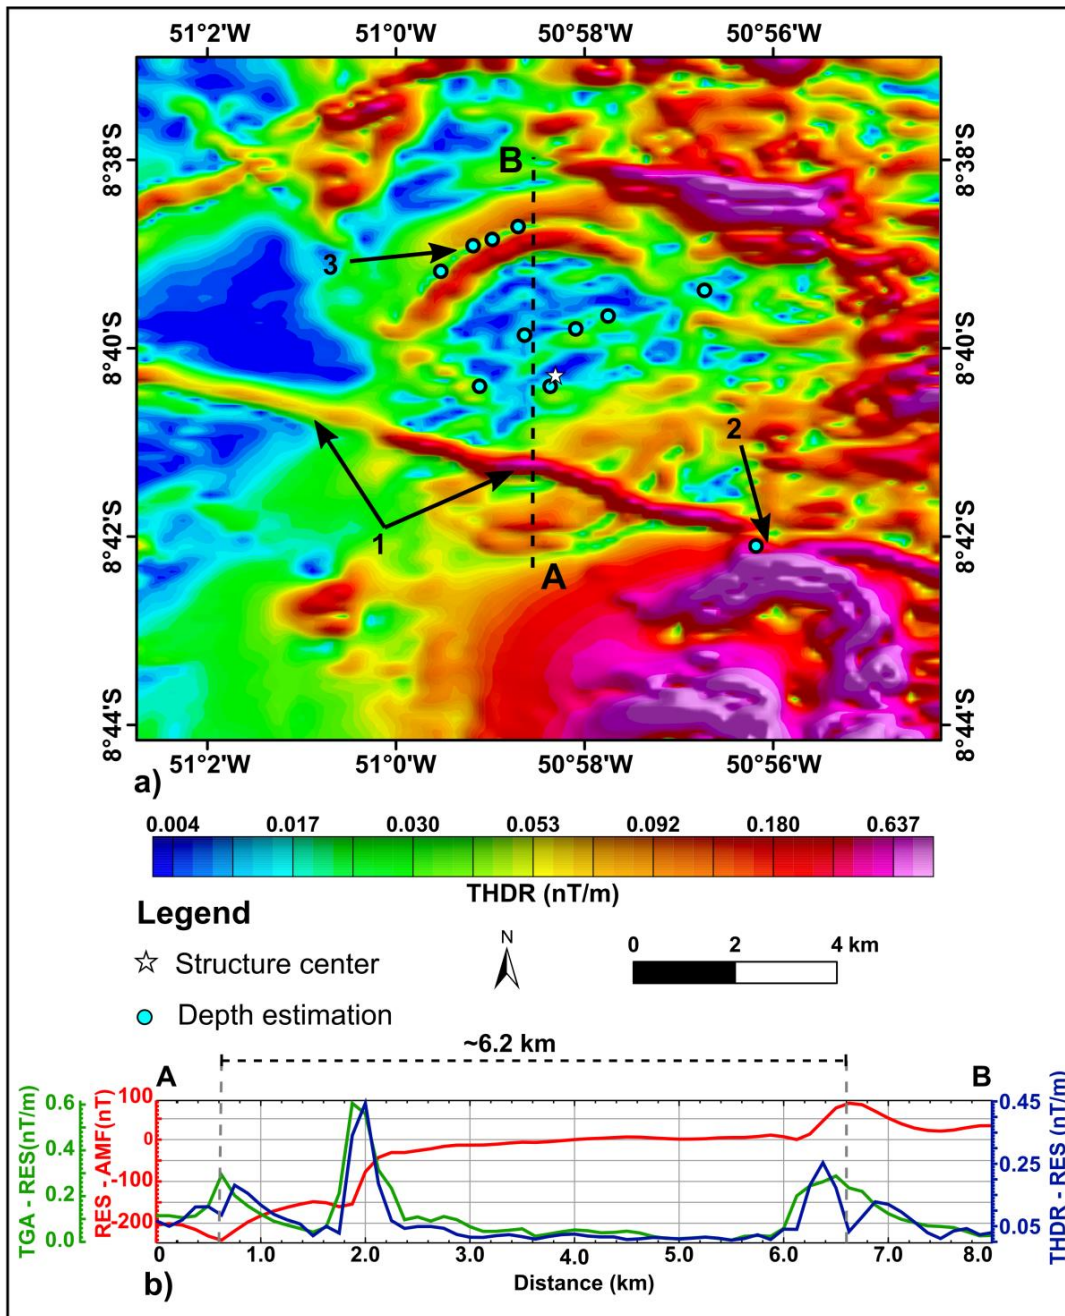 51°2'W 51°0'W 50°58'W 50°56'W
8°38'S 8°38'S
B
3
8°40'S 8°40'S
2
1
8°42'S 8°42'S
A
8°44'S 8°44'S
51°2'W 51°0'W 50°58'W 50°56'W
a)
0.004 0.017 0.030 0.053 0.092 0.180 0.637
THDR (nT/m)
Legend
Structure center
Depth estimation
N
0 2 4 km
~6.2 km
A B
TGA - RES(nT/m)
0.6 0.4 0.2 0.0
RES - AMF(nT)
100 0 -100 -200
0.45 0.25 0.05
THDR - RES (nT/m)
0.0 1.0 2.0 3.0 4.0 5.0 6.0 7.0 8.0
Distance (km)
b)